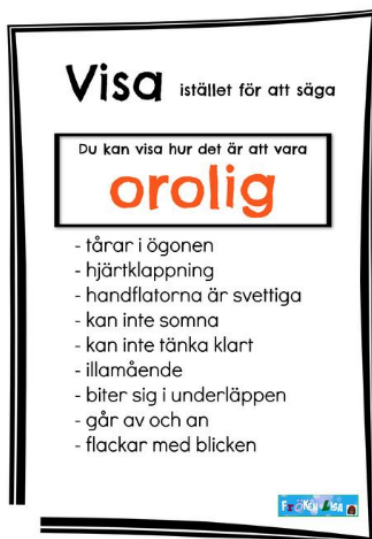 Visa istället för att säga
Du kan visa hur det är att vara
orolig
- tårar i ögonen
- hjärtklappning
- handflatorna är svettiga
- kan inte somna
- kan inte tänka klart
- illamående
- biter sig i underläppen
- går av och an
- flackar med blicken
FrÖKEN LISA